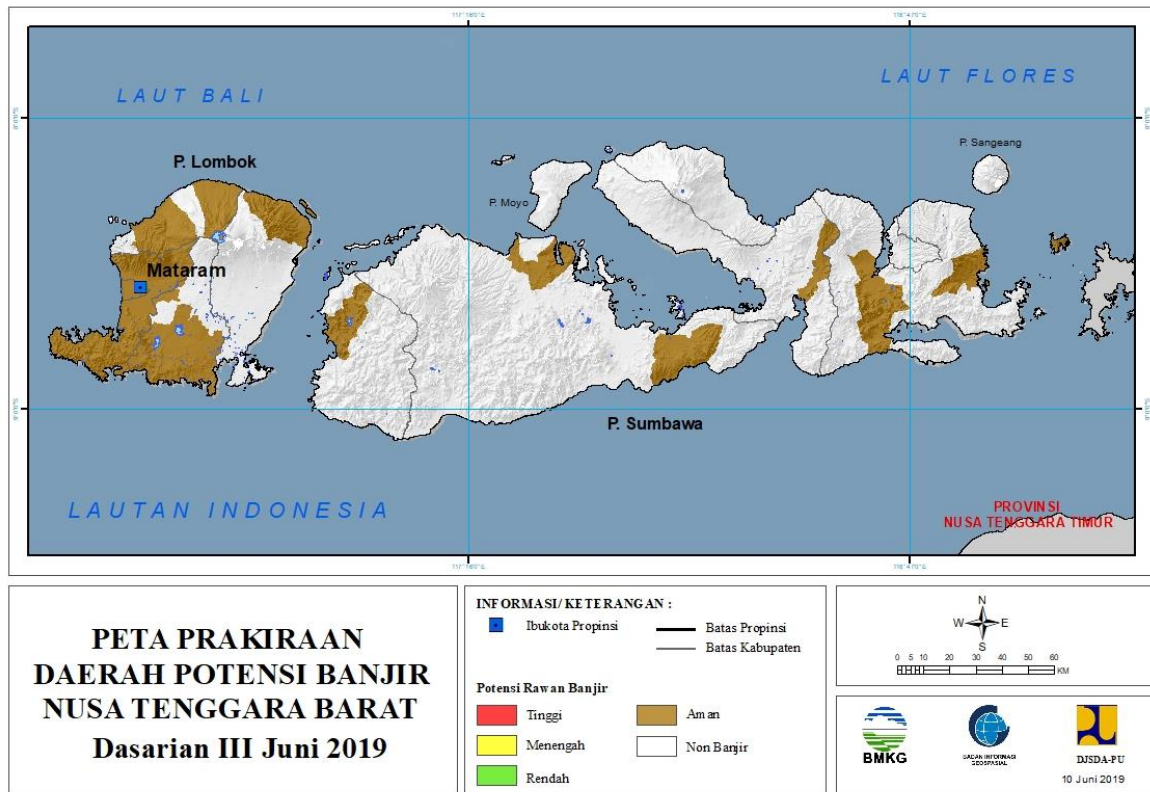 LAUT BALI
LAUT FLORES
P. Lombok
P. Sangeang
P. Moyo
Mataram
P. Sumbawa
LAUTAN INDONESIA
PROVINSI
NUSA TENGGARA TIMUR
PETA PRAKIRAAN
DAERAH POTENSI BANJIR
NUSA TENGGARA BARAT
Dasarian III Juni 2019
INFORMASI/ KETERANGAN :
Ibukota Propinsi
Batas Propinsi
Batas Kabupaten
Potensi Rawan Banjir
Tinggi
Aman
Menengah
Non Banjir
Rendah
N
W E
S
0 5 10 20 30 40 50 60
KM
BMKG
BADAN INFORMASI
GEOSPASIAL
DJSDA-PU
10 Juni 2019